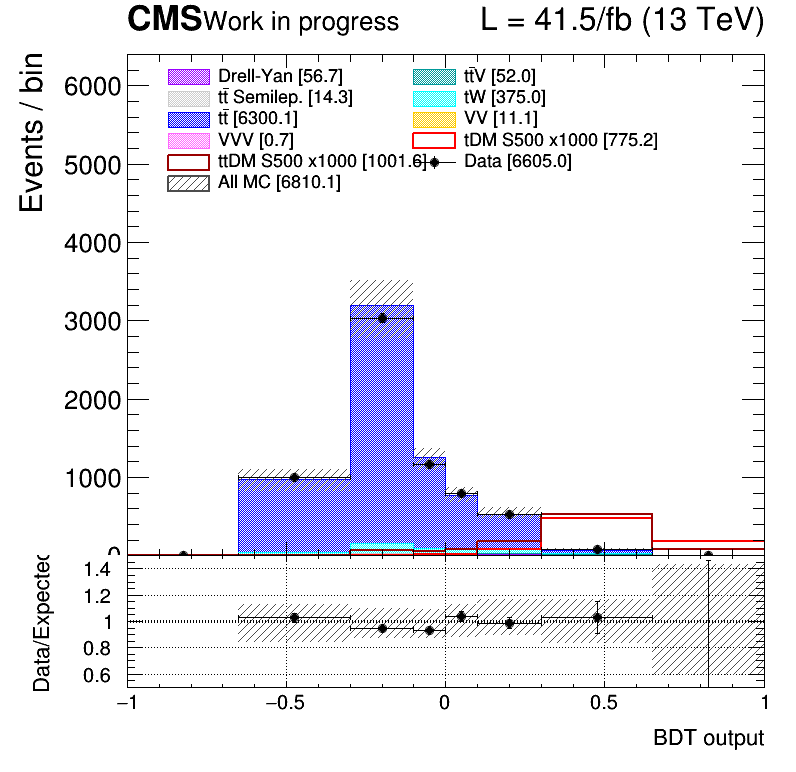 CMS Work in progress L = 41.5/fb (13 TeV)
Events / bin
6000
5000
4000
3000
2000
1000
0
Drell-Yan [56.7] tt̄V [52.0]
tt̄ Semilep. [14.3] tW [375.0]
tt̄ [6300.1] VV [11.1]
VVV [0.7] tDM S500 x1000 [775.2]
ttDM S500 x1000 [1001.6] Data [6605.0]
All MC [6810.1]
Data/Expected
1.4
1.2
1
0.8
0.6
−1 −0.5 0 0.5 1
BDT output